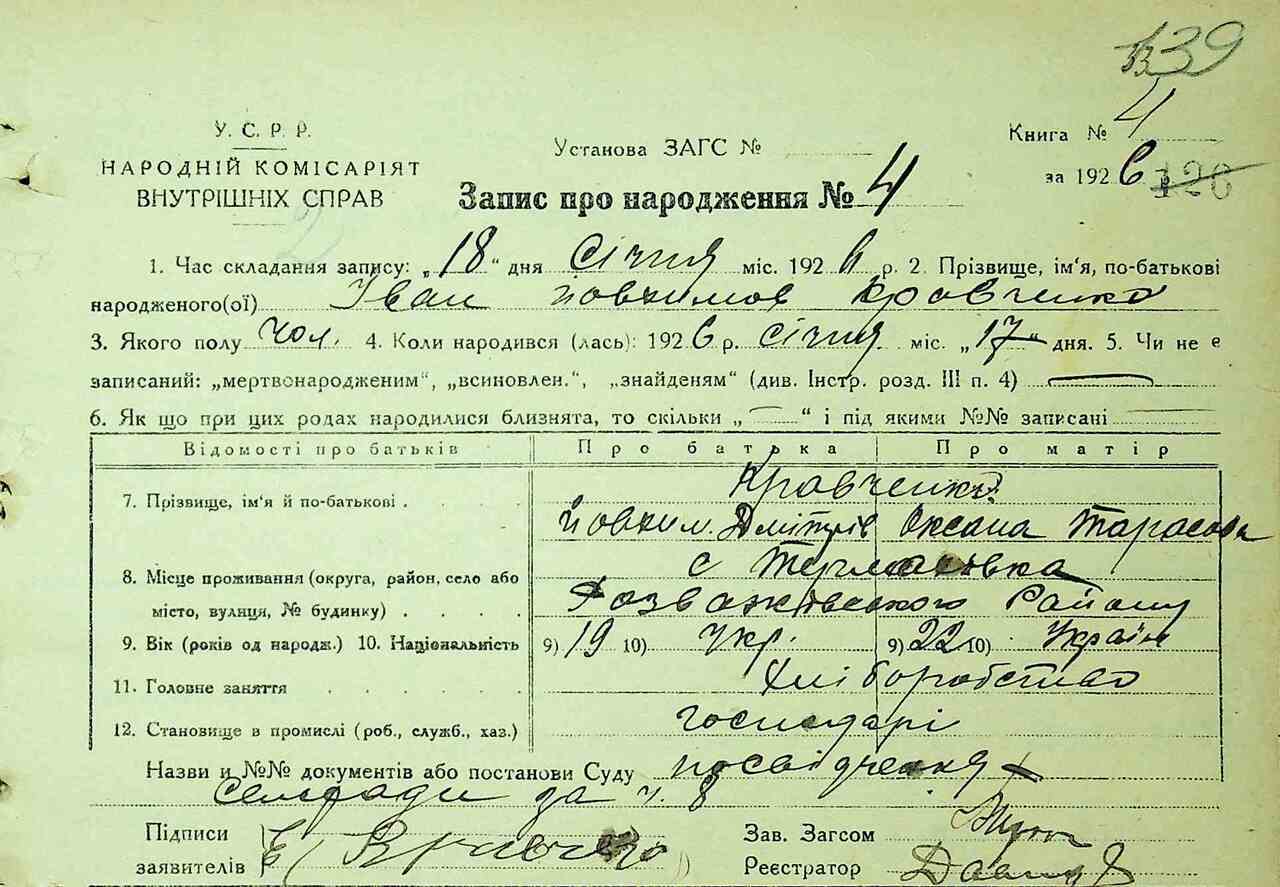 139
У. С. Р. Р.
НАРОДНІЙ КОМІСАРІЯТ
ВНУТРІШНІХ СПРАВ
Установа ЗАГС №
Книга № 4
за 1926 р. 126
Запис про народження № 4
1. Час складання запису: „18“ дня Січня міс. 1926 р. 2. Прізвище, ім'я, по-батькові
народженого(ої) Іван Йовхимов Кравченко
3. Якого полу чол. 4. Коли народився (лась): 1926 р. січня міс. „17“ дня. 5. Чи не є
записаний: „мертвонародженим“, „всиновлен.“, „знайденям“ (див. Інстр. розд. III п. 4)
6. Як що при цих родах народилися близнята, то скільки „ — “ і під якими №№ записані
Відомості про батьків Про батька Про матір
7. Прізвище, ім'я й по-батькові . Кравченко
Йовхим Дмітрів Оксана Тарасова
8. Місце проживання (округа, район, село або с
місто, вулиця, № будинку) . Розважівського Району
9. Вік (років од народж.) 10. Національність 9) 19 10) Укр. 9) 22 10) Україн
11. Головне заняття Хліборобство
12. Становище в промислі (роб., служб., хаз.) господарі
Назви и №№ документів або постанови Суду посвідчення
Сельради за ч. 8
Підписи
заявителів
Зав. Загсом
Реєстратор